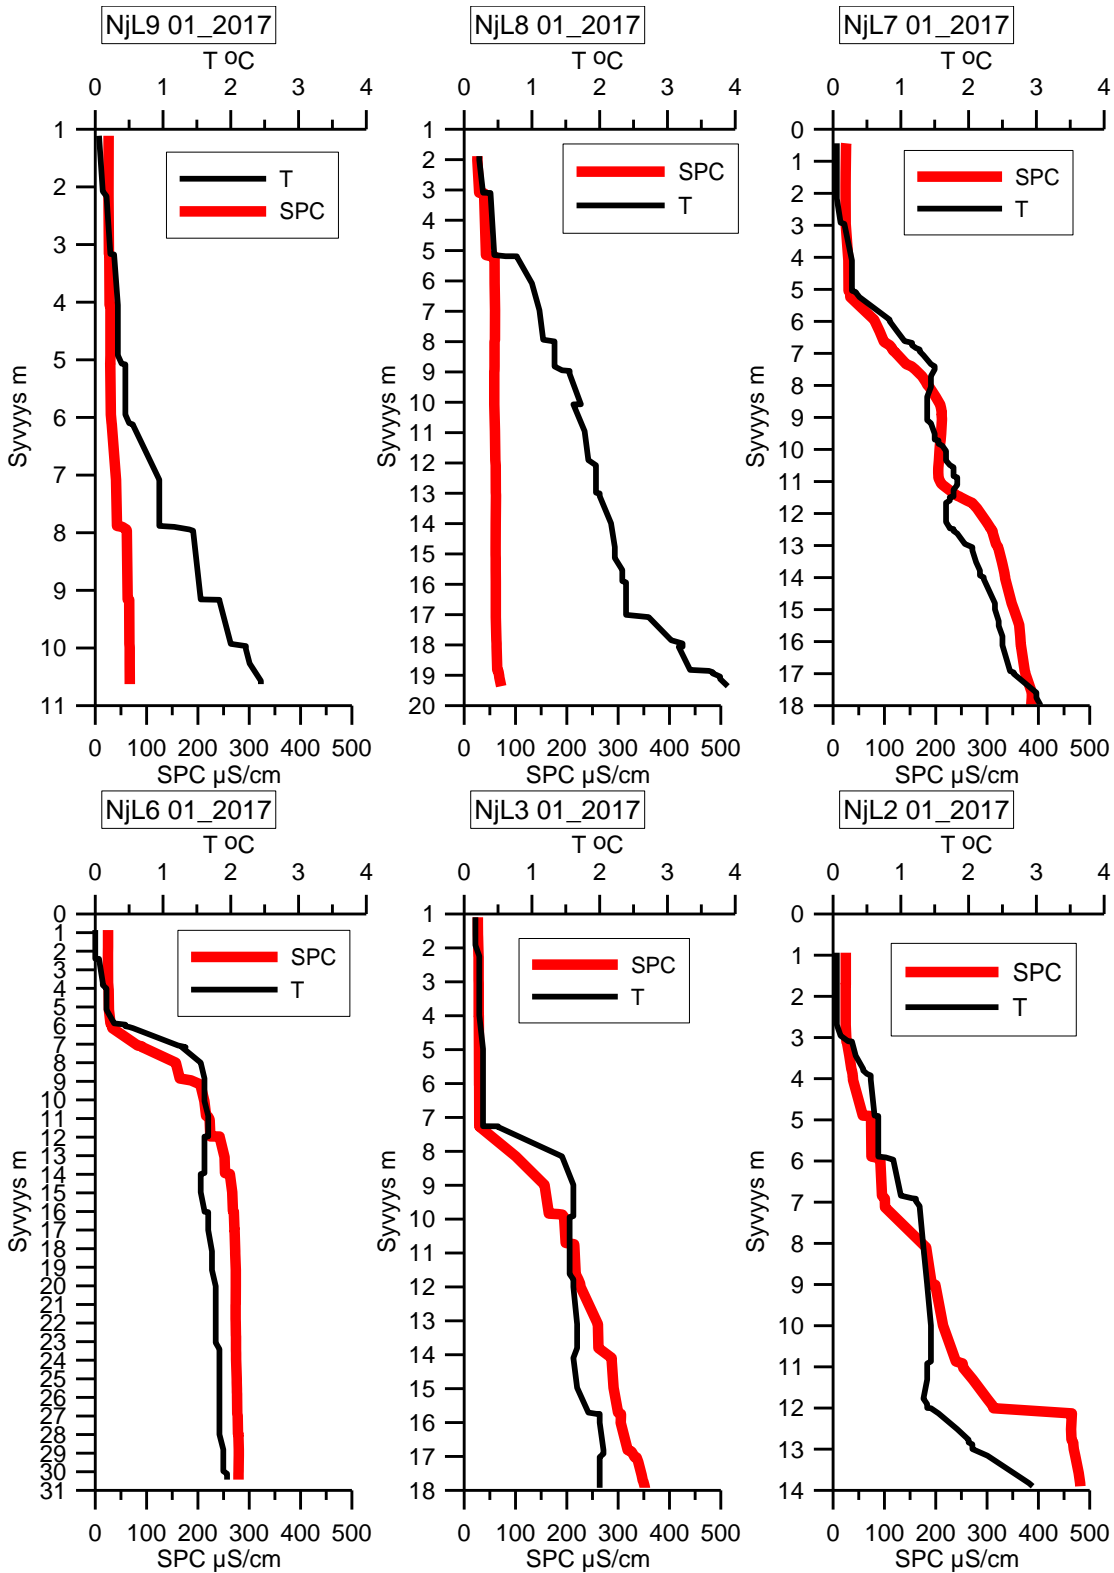 NjL9 01_2017
T oC
0 1 2 3 4
1
2
3
4
5
6
7
8
9
10
11
Syvyys m
T
SPC
0 100 200 300 400 500
SPC µS/cm
NjL8 01_2017
T oC
0 1 2 3 4
1
2
3
4
5
6
7
8
9
10
11
12
13
14
15
16
17
18
19
20
Syvyys m
SPC
T
0 100 200 300 400 500
SPC µS/cm
NjL7 01_2017
T oC
0 1 2 3 4
0
1
2
3
4
5
6
7
8
9
10
11
12
13
14
15
16
17
18
Syvyys m
SPC
T
0 100 200 300 400 500
SPC µS/cm
NjL6 01_2017
T oC
0 1 2 3 4
0
1
2
3
4
5
6
7
8
9
10
11
12
13
14
15
16
17
18
19
20
21
22
23
24
25
26
27
28
29
30
31
Syvyys m
SPC
T
0 100 200 300 400 500
SPC µS/cm
NjL3 01_2017
T oC
0 1 2 3 4
1
2
3
4
5
6
7
8
9
10
11
12
13
14
15
16
17
18
Syvyys m
SPC
T
0 100 200 300 400 500
SPC µS/cm
NjL2 01_2017
T oC
0 1 2 3 4
0
1
2
3
4
5
6
7
8
9
10
11
12
13
14
Syvyys m
SPC
T
0 100 200 300 400 500
SPC µS/cm